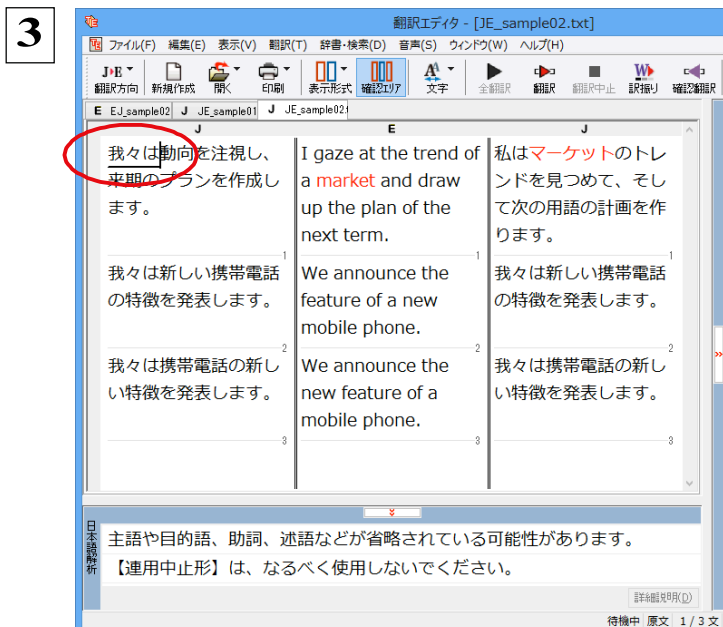 3
翻訳エディタ - [JE_sample02.txt]
ファイル(F) 編集(E) 表示(V) 翻訳(T) 辞書・検索(D) 音声(S) ウィンドウ(W) ヘルプ(H)
翻訳方向 新規作成 開く 印刷 表示形式 確認エリア 文字 全翻訳 翻訳 翻訳中止 訳振り 確認翻訳
E EJ_sample02 J JE_sample01 J JE_sample02.t
J E J
我々は動向を注視し、
来期のプランを作成し
ます。
1
I gaze at the trend of
a market and draw
up the plan of the
next term.
1
私はマーケットのトレ
ンドを見つめて、そし
て次の用語の計画を作
ります。
1
我々は新しい携帯電話
の特徴を発表します。
2
We announce the
feature of a new
mobile phone.
2
我々は新しい携帯電話
の特徴を発表します。
2
我々は携帯電話の新し
い特徴を発表します。
3
We announce the
new feature of a
mobile phone.
3
我々は携帯電話の新し
い特徴を発表します。
3
日本語解析
主語や目的語、助詞、述語などが省略されている可能性があります。
【連用中止形】は、なるべく使用しないでください。
詳細説明(D)
待機中 原文 1 / 3 文